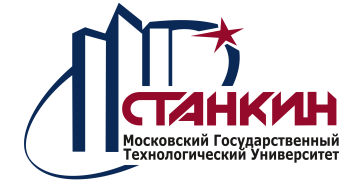 СТАНКИН
Московский Государственный
Технологический Университет